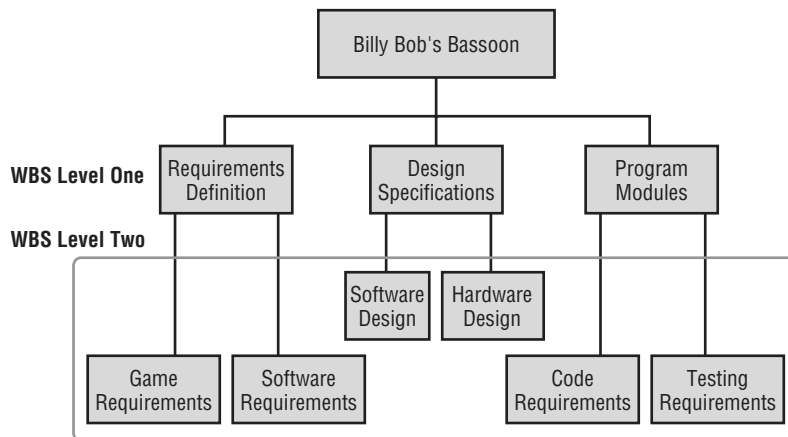 Billy Bob's Bassoon
WBS Level One
Requirements
Definition
Design
Specifications
Program
Modules
WBS Level Two
Software
Design
Hardware
Design
Game
Requirements
Software
Requirements
Code
Requirements
Testing
Requirements